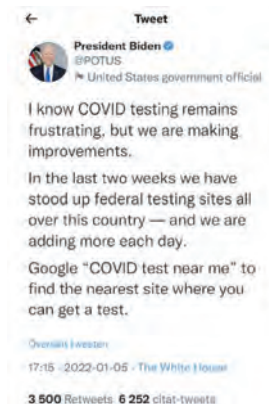 ← Tweet
President Biden
@POTUS
United States government official
I know COVID testing remains
frustrating, but we are making
improvements.
In the last two weeks we have
stood up federal testing sites all
over this country — and we are
adding more each day.
Google “COVID test near me” to
find the nearest site where you
can get a test.
Översätt tweeten
17:15 · 2022-01-05 · The White House
3 500 Retweets 6 252 citat-tweets